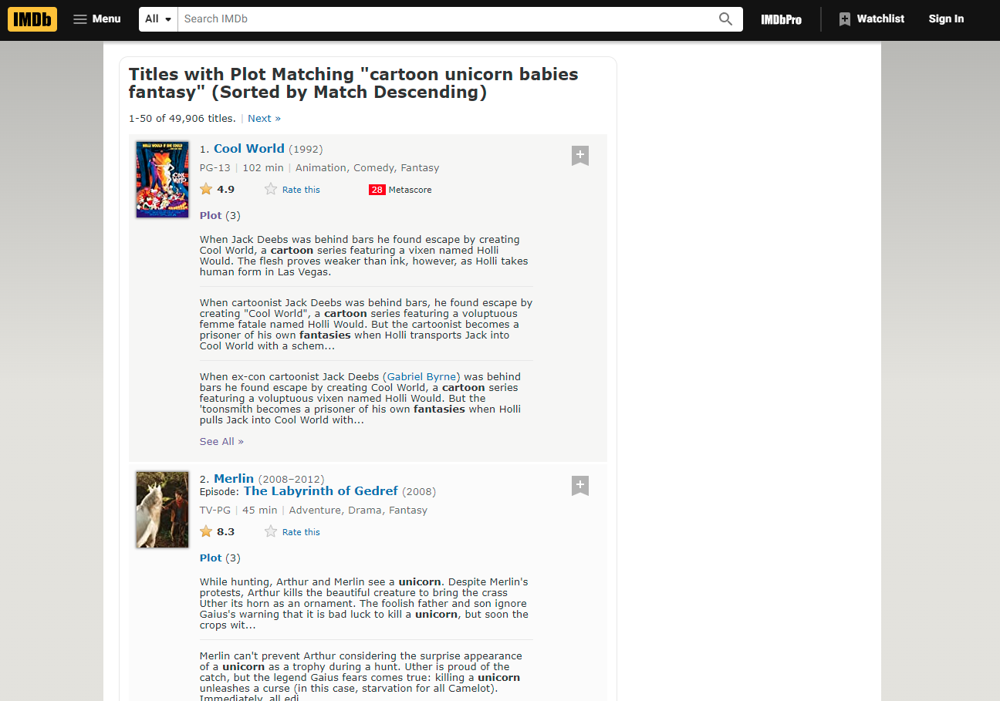 IMDb Menu All Search IMDb IMDbPro Watchlist Sign In
Titles with Plot Matching "cartoon unicorn babies
fantasy" (Sorted by Match Descending)
1-50 of 49,906 titles. | Next »
1. Cool World (1992)
PG-13 | 102 min | Animation, Comedy, Fantasy
4.9 Rate this 28 Metascore
Plot (3)
When Jack Deebs was behind bars he found escape by creating
Cool World, a cartoon series featuring a vixen named Holli
Would. The flesh proves weaker than ink, however, as Holli takes
human form in Las Vegas.
When cartoonist Jack Deebs was behind bars, he found escape by
creating "Cool World", a cartoon series featuring a voluptuous
femme fatale named Holli Would. But the cartoonist becomes a
prisoner of his own fantasies when Holli transports Jack into
Cool World with a schem...
When ex-con cartoonist Jack Deebs (Gabriel Byrne) was behind
bars he found escape by creating Cool World, a cartoon series
featuring a voluptuous vixen named Holli Would. But the
'toonsmith becomes a prisoner of his own fantasies when Holli
pulls Jack into Cool World with...
See All »
2. Merlin (2008–2012)
Episode: The Labyrinth of Gedref (2008)
TV-PG | 45 min | Adventure, Drama, Fantasy
8.3 Rate this
Plot (3)
While hunting, Arthur and Merlin see a unicorn. Despite Merlin's
protests, Arthur kills the beautiful creature to bring the crass
Uther its horn as an ornament. The foolish father and son ignore
Gaius's warning that it is bad luck to kill a unicorn, but soon the
crops wit...
Merlin can't prevent Arthur considering the surprise appearance
of a unicorn as a trophy during a hunt. Uther is proud of the
catch, but the legend Gaius fears comes true: killing a unicorn
unleashes a curse (in this case, starvation for all Camelot).
Immediately, all edi